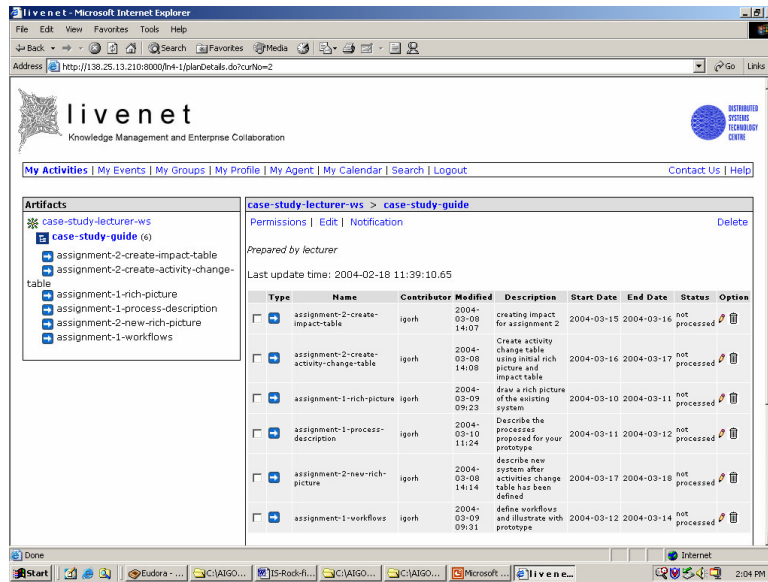 livenet - Microsoft Internet Explorer
File Edit View Favorites Tools Help
Back Search Favorites Media
Address http://138.25.13.210:8000/ln4-1/planDetails.do?curNo=2 Go Links
livenet
Knowledge Management and Enterprise Collaboration
DISTRIBUTED
SYSTEMS
TECHNOLOGY
CENTRE
My Activities | My Events | My Groups | My Profile | My Agent | My Calendar | Search | Logout Contact Us | Help
Artifacts
case-study-lecturer-ws
case-study-guide (6)
assignment-2-create-impact-table
assignment-2-create-activity-change-
table
assignment-1-rich-picture
assignment-1-process-description
assignment-2-new-rich-picture
assignment-1-workflows
case-study-lecturer-ws > case-study-guide
Permissions | Edit | Notification Delete
Prepared by lecturer
Last update time: 2004-02-18 11:39:10.65
Type Name Contributor Modified Description Start Date End Date Status Option
assignment-2-create-
impact-table
igorh
2004-
03-08
14:07
creating impact
for assignment 2
2004-03-15 2004-03-16
not
processed
assignment-2-create-
activity-change-table
igorh
2004-
03-08
14:08
Create activity
change table
using initial rich
picture and
impact table
2004-03-16 2004-03-17
not
processed
assignment-1-rich-picture
igorh
2004-
03-09
09:23
draw a rich picture
of the existing
system
2004-03-10 2004-03-11
not
processed
assignment-1-process-
description
igorh
2004-
03-10
11:24
Describe the
processes
proposed for your
prototype
2004-03-11 2004-03-12
not
processed
assignment-2-new-rich-
picture
igorh
2004-
03-08
14:14
describe new
system after
activities change
table has been
defined
2004-03-17 2004-03-18
not
processed
assignment-1-workflows
igorh
2004-
03-09
09:31
define workflows
and illustrate with
prototype
2004-03-12 2004-03-14
not
processed
Done Internet
Start Eudora - ... C:\AIGO... IS-Rock-fi... C:\AIGO... C:\AIGO... Microsoft ... livene... 2:04 PM